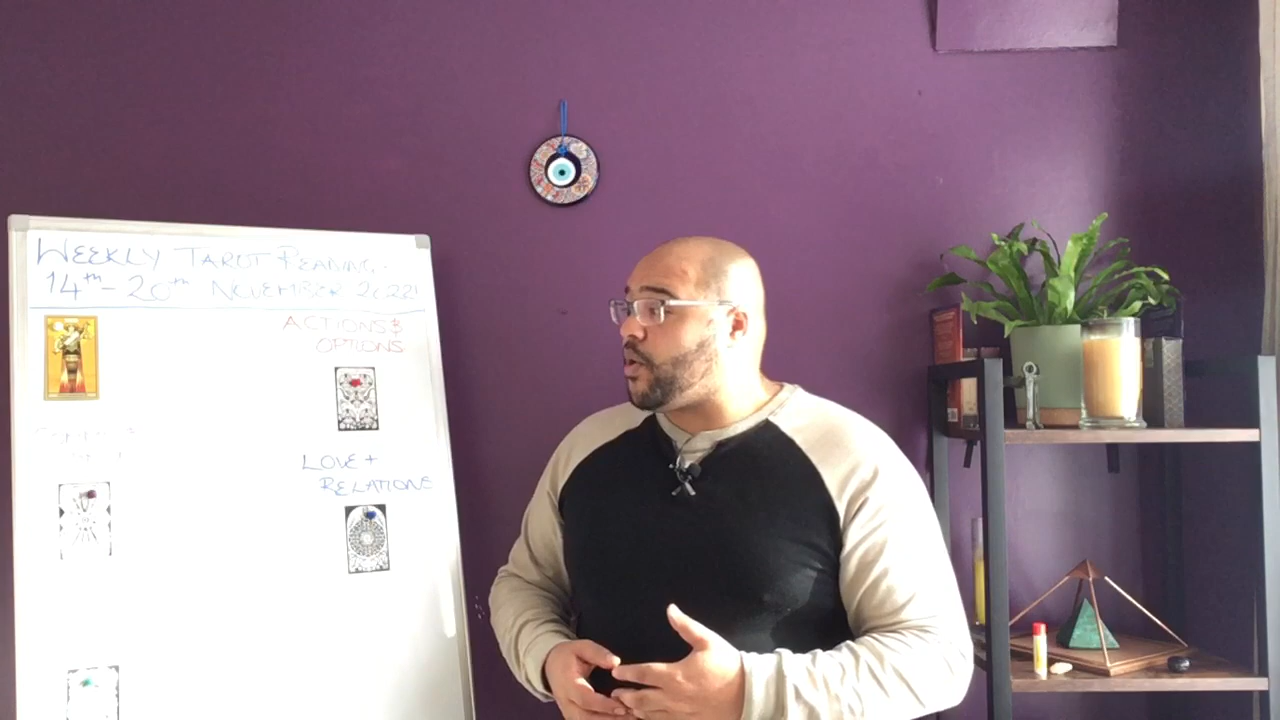 WEEKLY TAROT READING.
14th - 20th NOVEMBER 2022!
ACTIONS &
OPTIONS
LOVE +
RELATIONS